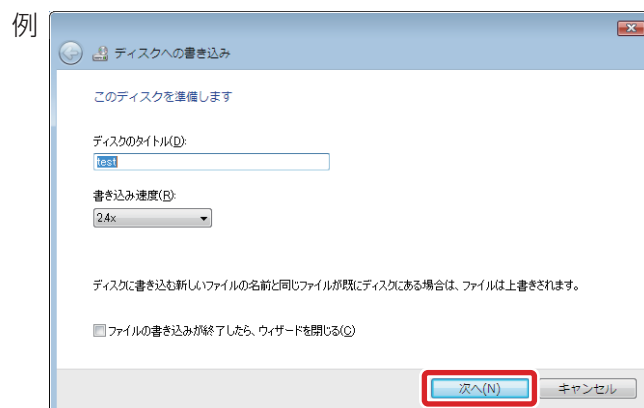 例
ディスクへの書き込み
このディスクを準備します
ディスクのタイトル(D):
test
書き込み速度(R):
2.4x
ディスクに書き込む新しいファイルの名前と同じファイルが既にディスクにある場合は、ファイルは上書きされます。
ファイルの書き込みが終了したら、ウィザードを閉じる(C)
次へ(N) キャンセル